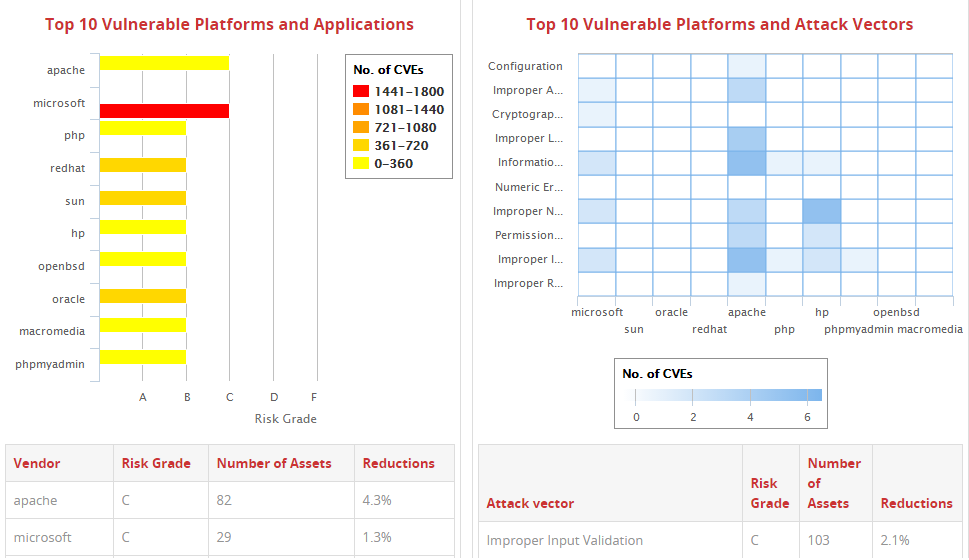 Top 10 Vulnerable Platforms and Applications
apache
microsoft
php
redhat
sun
hp
openbsd
oracle
macromedia
phpmyadmin
A B C D F
Risk Grade
No. of CVEs
1441-1800
1081-1440
721-1080
361-720
0-360
Vendor Risk Grade Number of Assets Reductions
apache C 82 4.3%
microsoft C 29 1.3%
Top 10 Vulnerable Platforms and Attack Vectors
Configuration
Improper A...
Cryptograp...
Improper L...
Informatio...
Numeric Er...
Improper N...
Permission...
Improper I...
Improper R...
microsoft oracle apache hp openbsd
sun redhat php phpmyadmin macromedia
No. of CVEs
0 2 4 6
Attack vector Risk Grade Number of Assets Reductions
Improper Input Validation C 103 2.1%